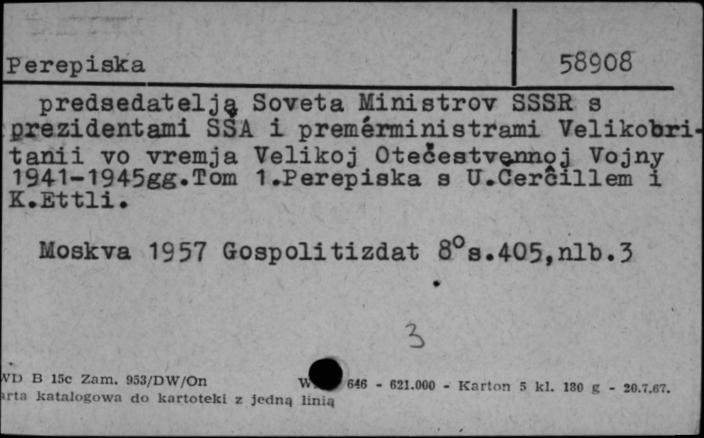 Perepiska
58908
predsedatelją Soveta Ministrov SSSR s
prezidentami SŠA i premérministrami Velikobri-
tanii vo vremja Velikoj Otečestvennoj Vojny
1941-1945gg.Tom 1.Perepiska s U.Čerčillem i
K.Ettli.
Moskva 1957 Gospolitizdat 8°s.405,nlb.3
3
WD B 15c Zam. 953/DW/On
646 - 621.000 - Karton 5 kl. 180 g - 20.7.67.
karta katalogowa do kartoteki z jedną linią